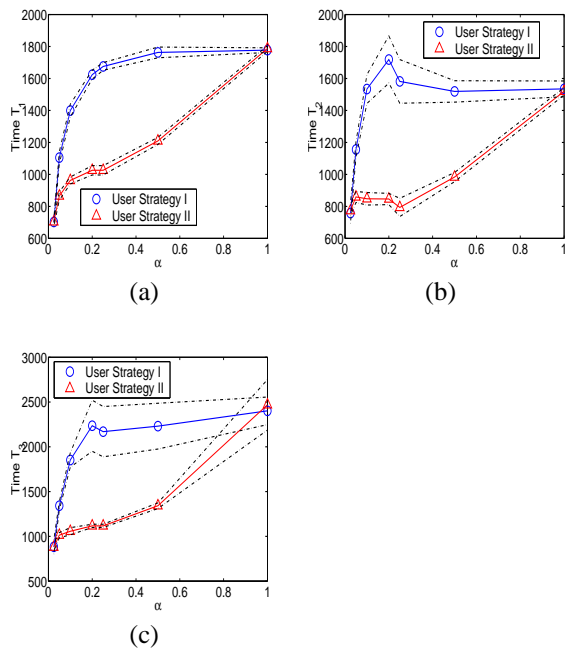 2000
1800
1600
1400
1200
1000
800
600
Time T_1
User Strategy I
User Strategy II
0 0.2 0.4 0.6 0.8 1
α
(a)
2000
1800
1600
1400
1200
1000
800
600
Time T_2
User Strategy I
User Strategy II
0 0.2 0.4 0.6 0.8 1
α
(b)
3000
2500
2000
1500
1000
500
Time T_3
User Strategy I
User Strategy II
0 0.2 0.4 0.6 0.8 1
α
(c)